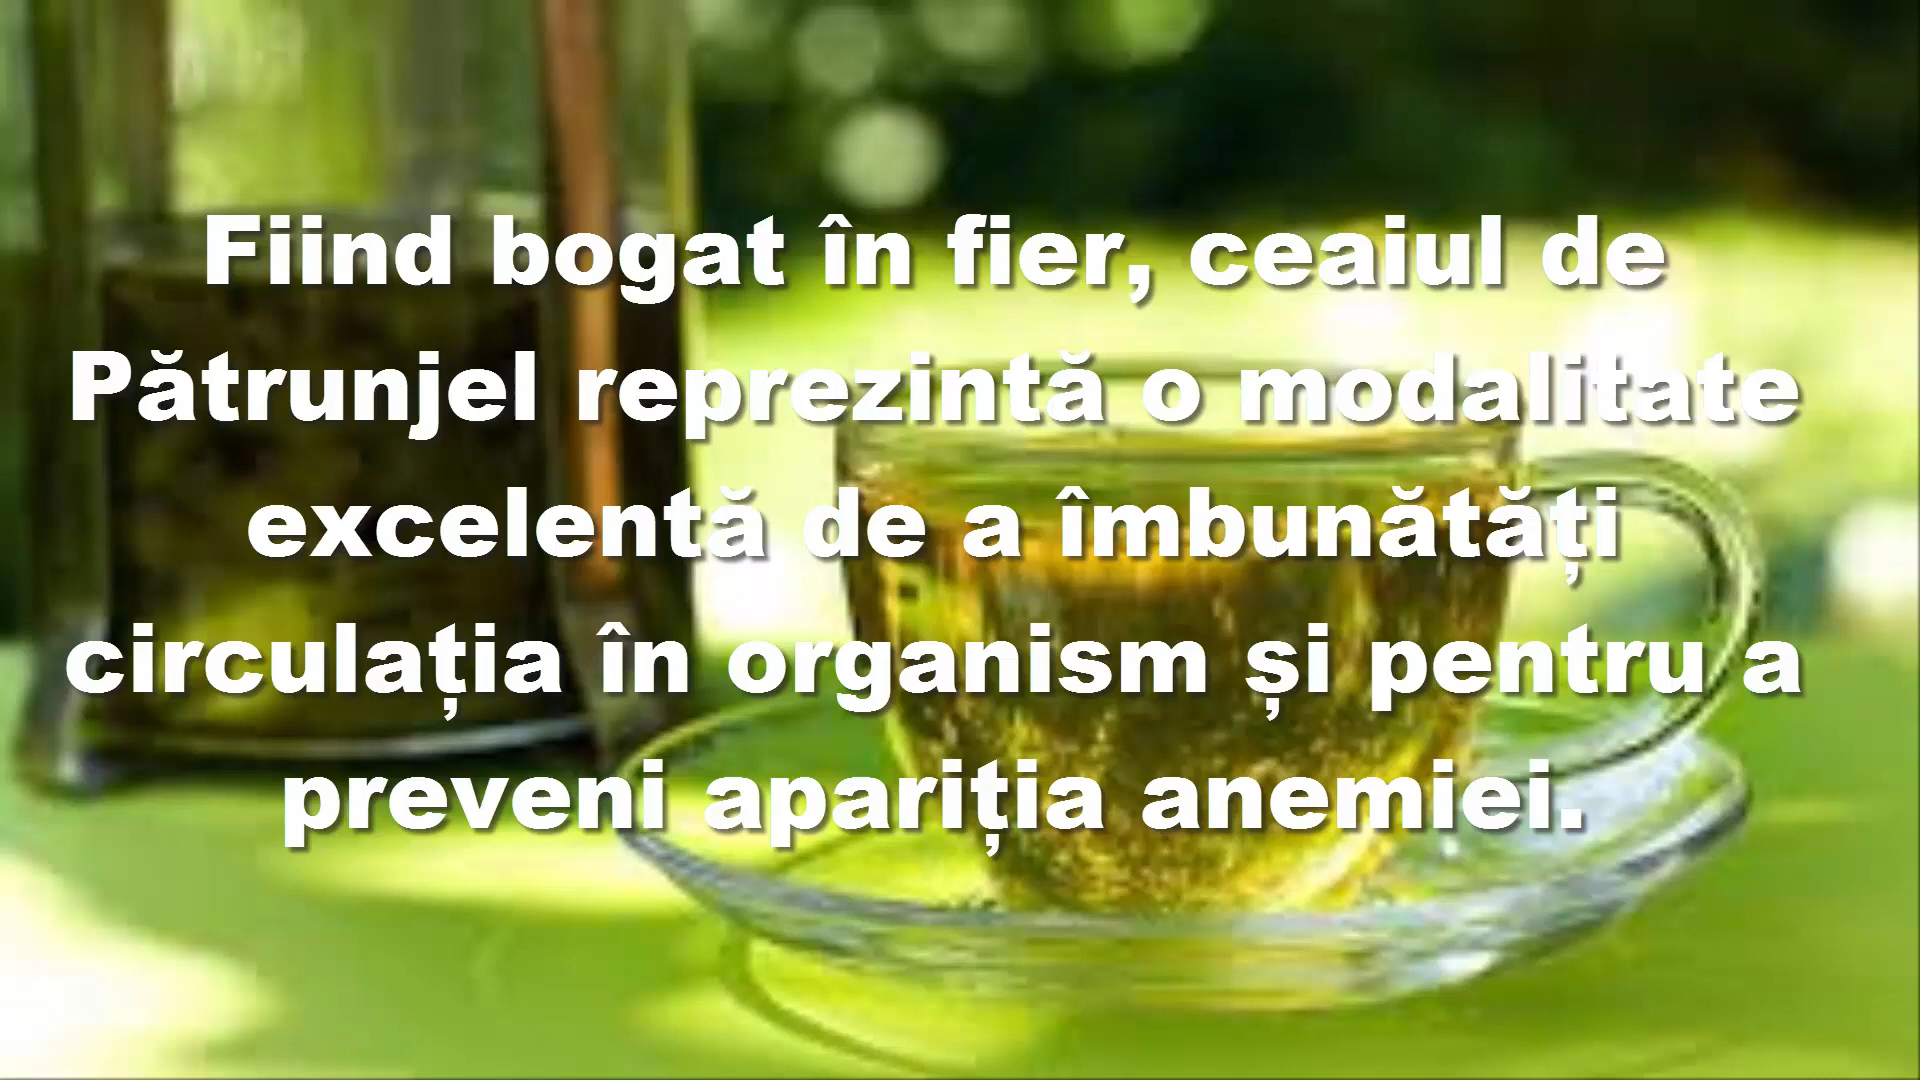 Fiind bogat în fier, ceaiul de
Pătrunjel reprezintă o modalitate
excelentă de a îmbunătăți
circulația în organism și pentru a
preveni apariția anemiei.